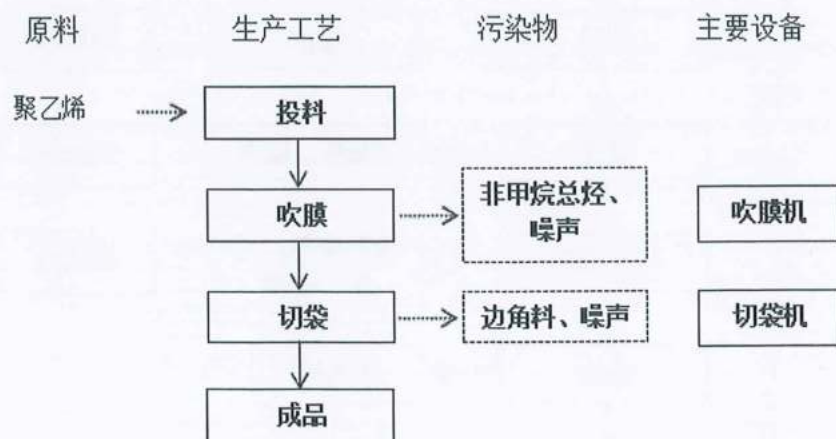 原料 生产工艺 污染物 主要设备
聚乙烯 投料
吹膜 非甲烷总烃、
噪声 吹膜机
切袋 边角料、噪声 切袋机
成品